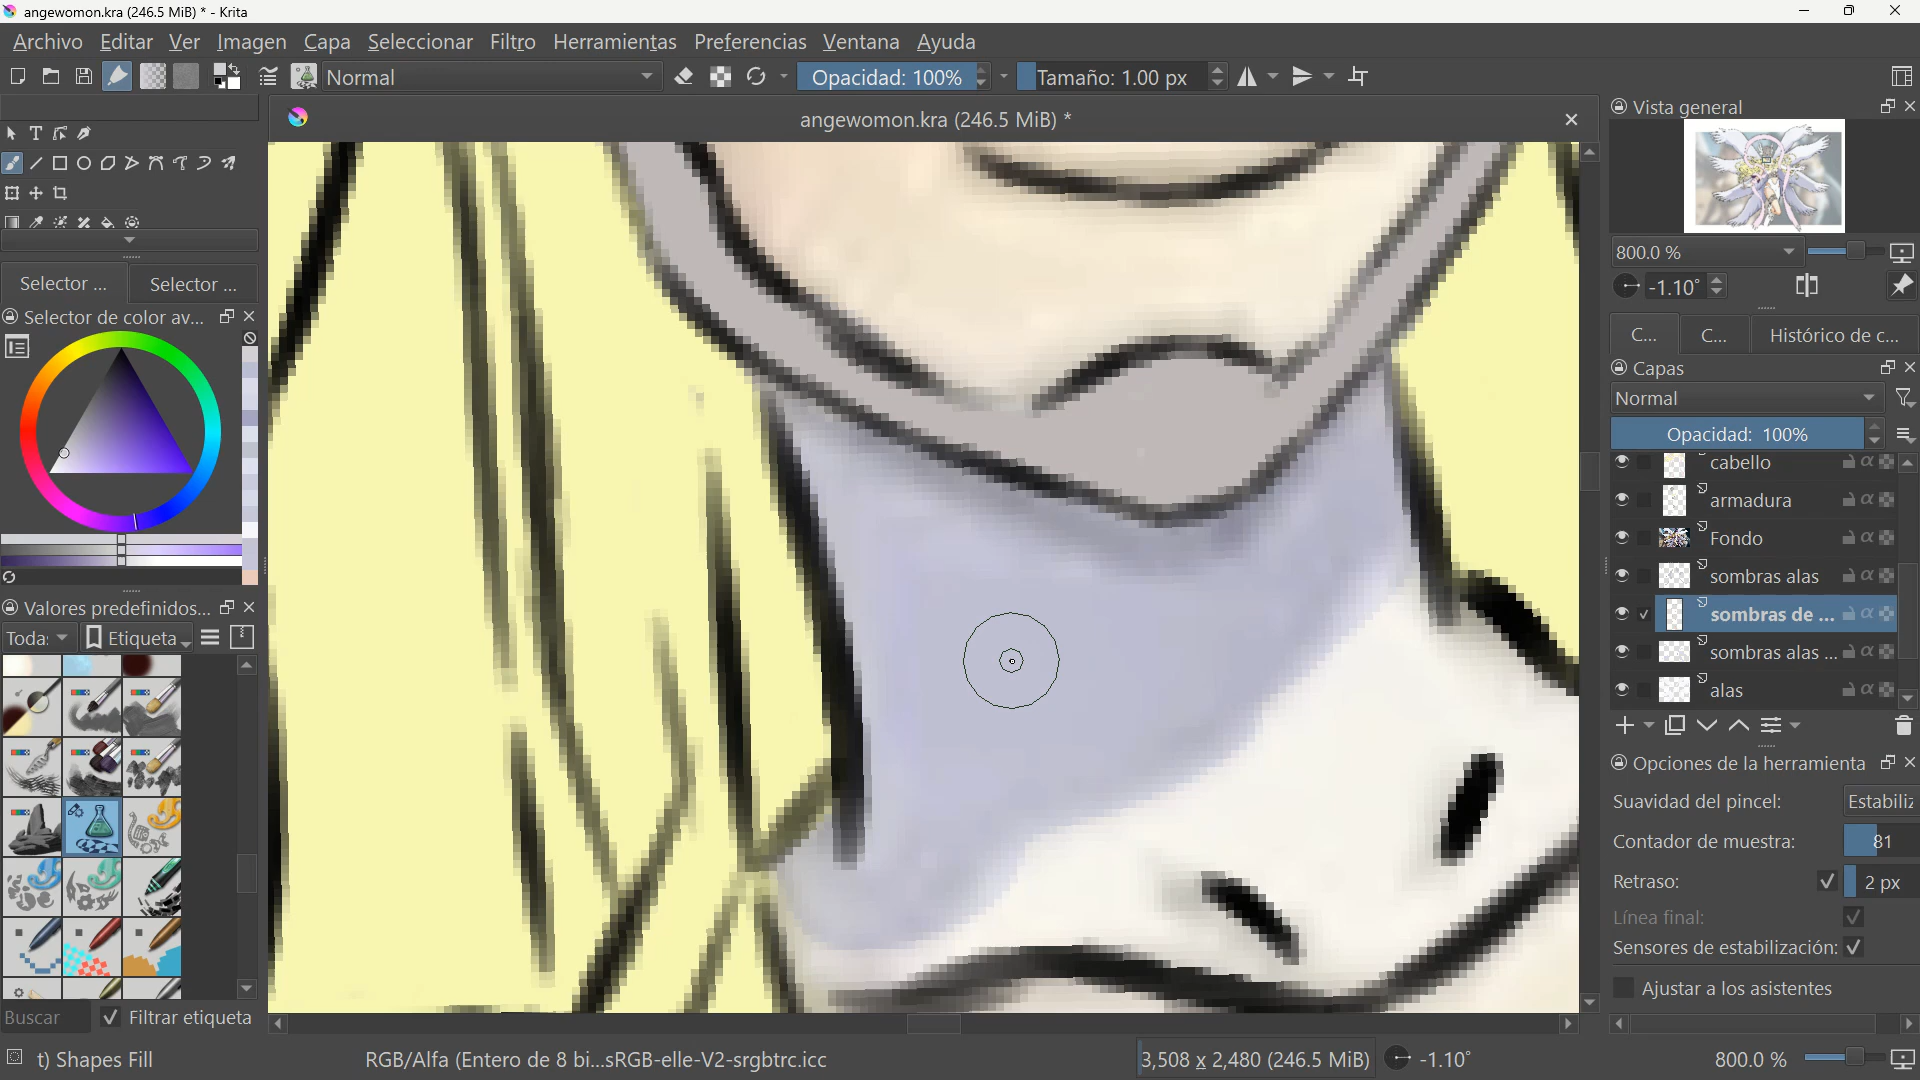 angewomon.kra (246.5 MiB) * - Krita
Archivo Editar Ver Imagen Capa Seleccionar Filtro Herramientas Preferencias Ventana Ayuda
Normal
Opacidad: 100%
Tamaño: 1.00 px
angewomon.kra (246.5 MiB) *
Vista general
800.0 %
-1.10°
Selector ...
Selector ...
Selector de color av...
C...
C...
Histórico de c...
Capas
Normal
Opacidad: 100%
cabello
armadura
Fondo
sombras alas
sombras de ...
sombras alas ...
alas
Valores predefinidos...
Todas
Etiqueta
Buscar
Filtrar etiqueta
Opciones de la herramienta
Suavidad del pincel:
Contador de muestra:
81
Retraso:
2 px
Línea final:
Sensores de estabilización:
Ajustar a los asistentes
t) Shapes Fill
RGB/Alfa (Entero de 8 bi...sRGB-elle-V2-srgbtrc.icc
3,508 x 2,480 (246.5 MiB)
-1.10°
800.0 %